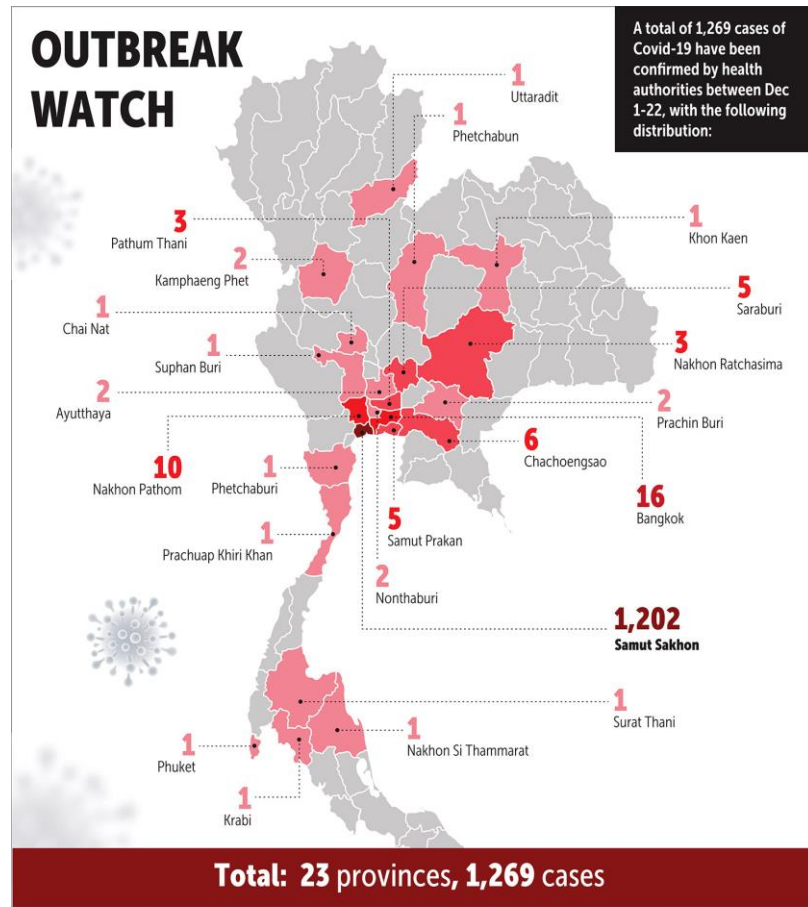 OUTBREAK
WATCH
A total of 1,269 cases of
Covid-19 have been
confirmed by health
authorities between Dec
1-22, with the following
distribution:
1
Uttaradit
1
Phetchabun
3
Pathum Thani
1
Khon Kaen
2
Kamphaeng Phet
5
Saraburi
1
Chai Nat
1
Suphan Buri
3
Nakhon Ratchasima
2
Ayutthaya
2
Prachin Buri
6
Chachoengsao
10
Nakhon Pathom
1
Phetchaburi
16
Bangkok
5
Samut Prakan
1
Prachuap Khiri Khan
2
Nonthaburi
1,202
Samut Sakhon
1
Surat Thani
1
Nakhon Si Thammarat
1
Phuket
1
Krabi
Total: 23 provinces, 1,269 cases